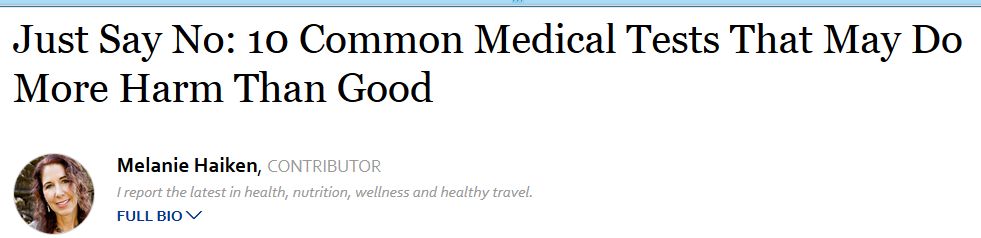 Just Say No: 10 Common Medical Tests That May Do
More Harm Than Good
Melanie Haiken, CONTRIBUTOR
I report the latest in health, nutrition, wellness and healthy travel.
FULL BIO